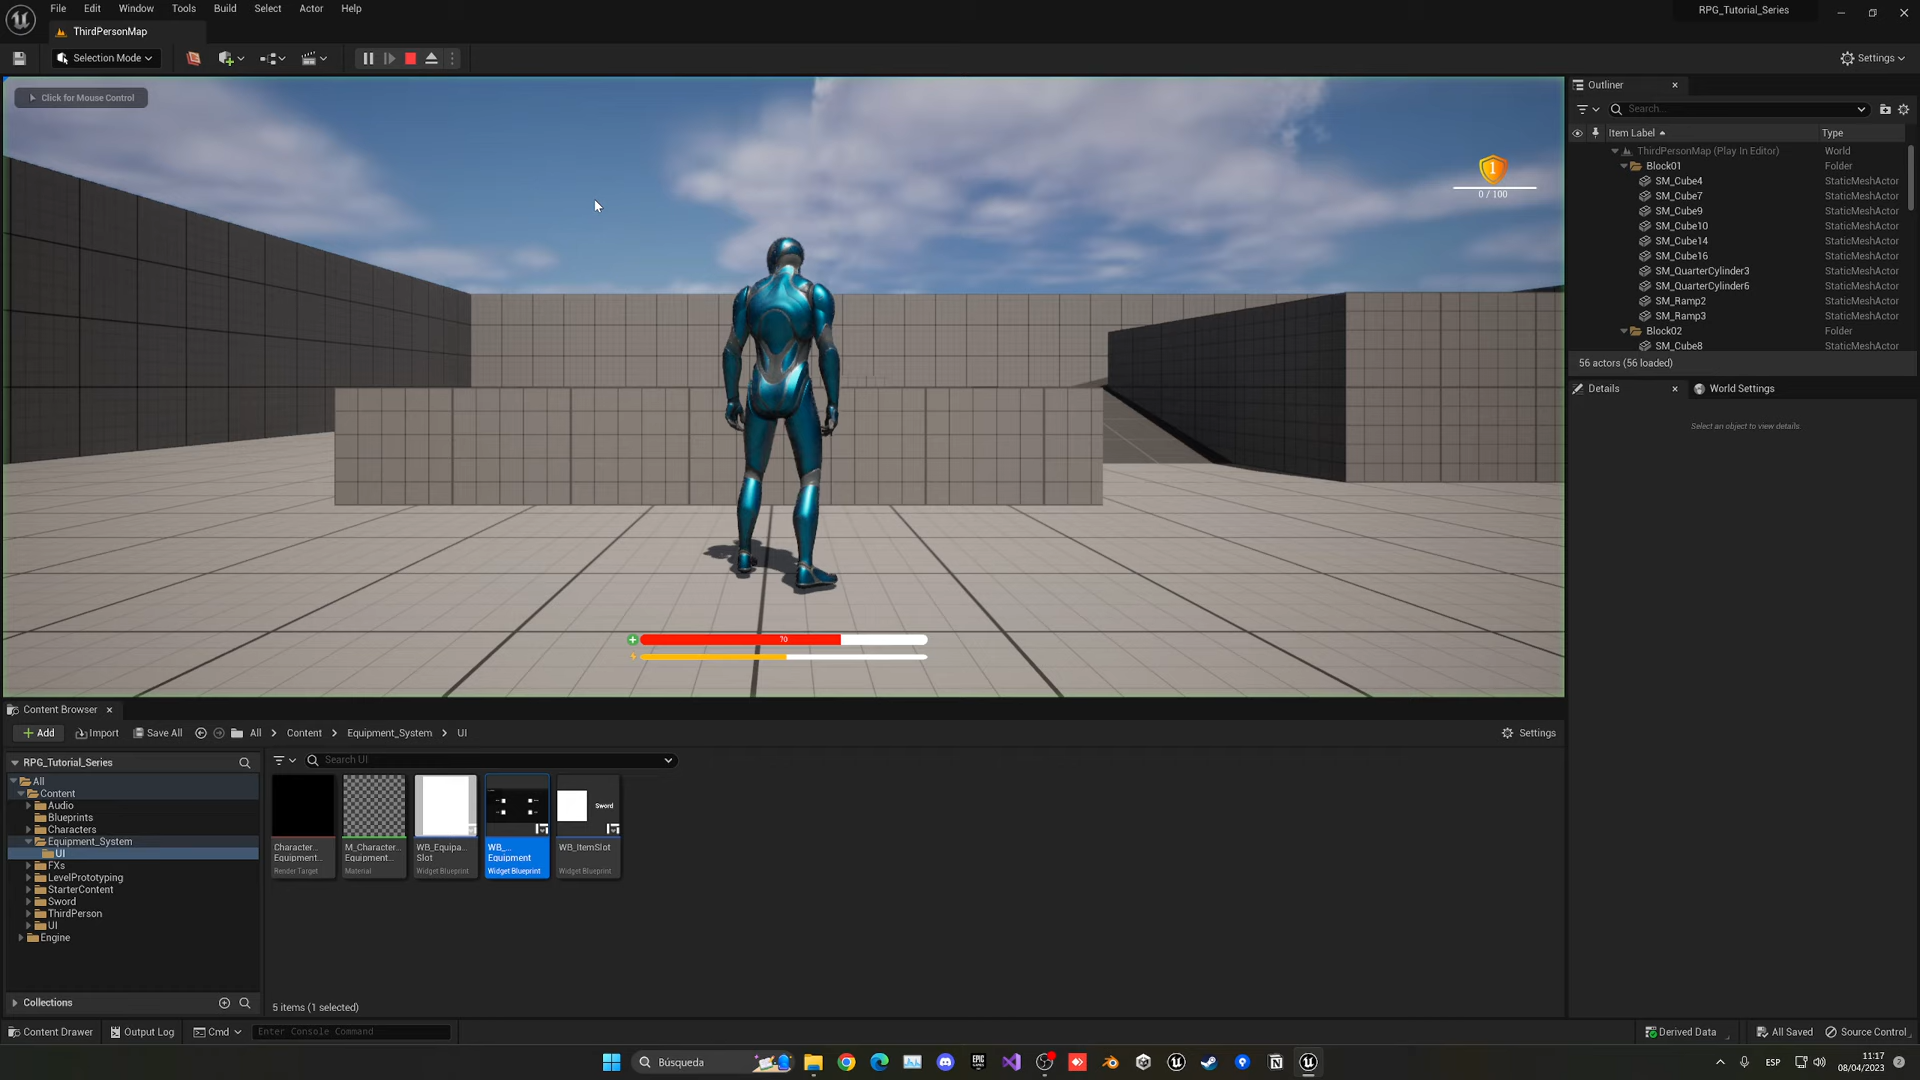 File Edit Window Tools Build Select Actor Help
RPG_Tutorial_Series
ThirdPersonMap
Selection Mode
Settings
Click for Mouse Control
1
0 / 100
70
Outliner
Search...
Item Label Type
ThirdPersonMap (Play In Editor) World
Block01 Folder
SM_Cube4 StaticMeshActor
SM_Cube7 StaticMeshActor
SM_Cube9 StaticMeshActor
SM_Cube10 StaticMeshActor
SM_Cube14 StaticMeshActor
SM_Cube16 StaticMeshActor
SM_QuarterCylinder3 StaticMeshActor
SM_QuarterCylinder6 StaticMeshActor
SM_Ramp2 StaticMeshActor
SM_Ramp3 StaticMeshActor
Block02 Folder
SM_Cube8 StaticMeshActor
56 actors (56 loaded)
Details World Settings
Select an object to view details
Content Browser
Add Import Save All All Content Equipment_System UI Settings
RPG_Tutorial_Series
All
Content
Audio
Blueprints
Characters
Equipment_System
UI
FXs
LevelPrototyping
StarterContent
Sword
ThirdPerson
UI
Engine
Collections
Search UI
Sword
Character... Equipment... Render Target
M_Character... Equipment... Material
WB_Equipa... Slot Widget Blueprint
WB_... Equipment Widget Blueprint
WB_ItemSlot Widget Blueprint
5 items (1 selected)
Content Drawer Output Log Cmd Enter Console Command Derived Data All Saved Source Control
Búsqueda
EPIC GAMES
ESP
11:17
08/04/2023
2